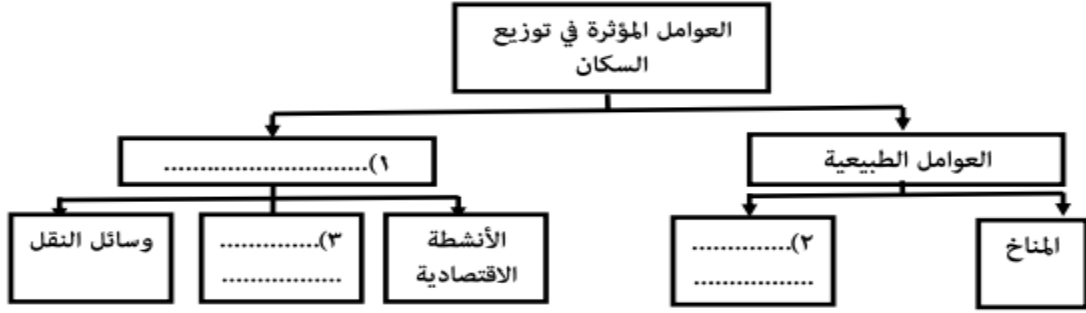 العوامل المؤثرة في توزيع
السكان
العوامل الطبيعية
١)............................
المناخ
٢)..............
.................
الأنشطة
الاقتصادية
٣)..............
.................
وسائل النقل